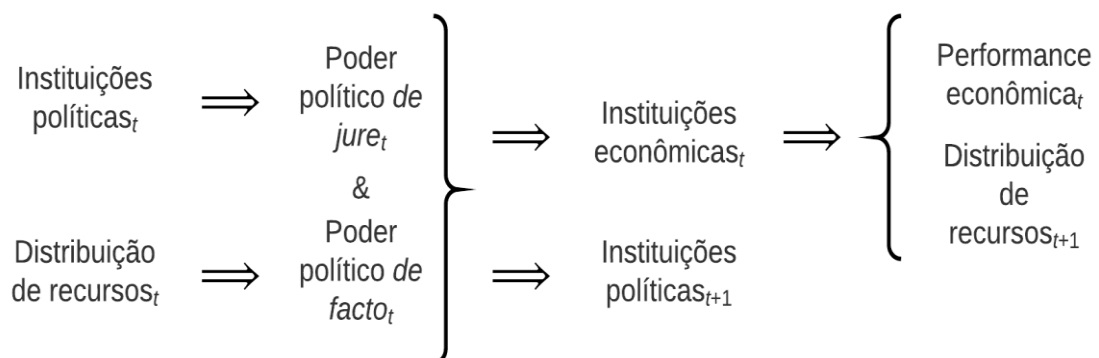 Instituições
políticast
Poder
político de
juret
&
Distribuição
de recursost
Poder
político de
factot
Instituições
econômicast
Instituições
políticast+1
Performance
econômicat
Distribuição
de
recursost+1